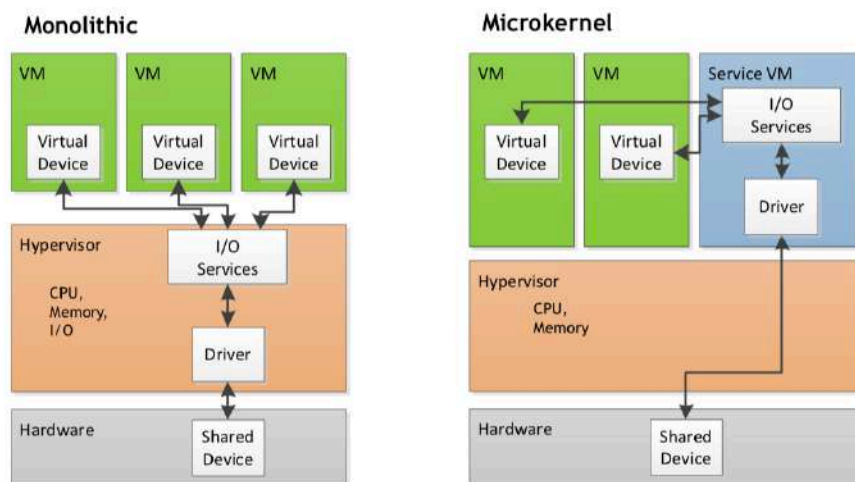 Monolithic
VM
VM
VM
Virtual
Device
Virtual
Device
Virtual
Device
Hypervisor
I/O
Services
CPU,
Memory,
I/O
Driver
Hardware
Shared
Device
Microkernel
VM
VM
Service VM
I/O
Services
Virtual
Device
Virtual
Device
Driver
Hypervisor
CPU,
Memory
Hardware
Shared
Device